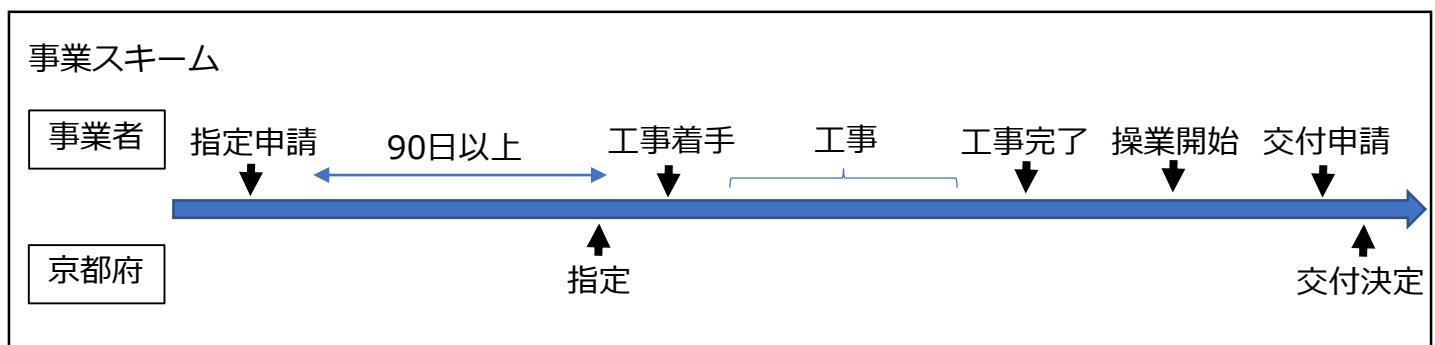 事業スキーム
事業者
指定申請
90日以上
工事着手
工事
工事完了
操業開始
交付申請
京都府
指定
交付決定